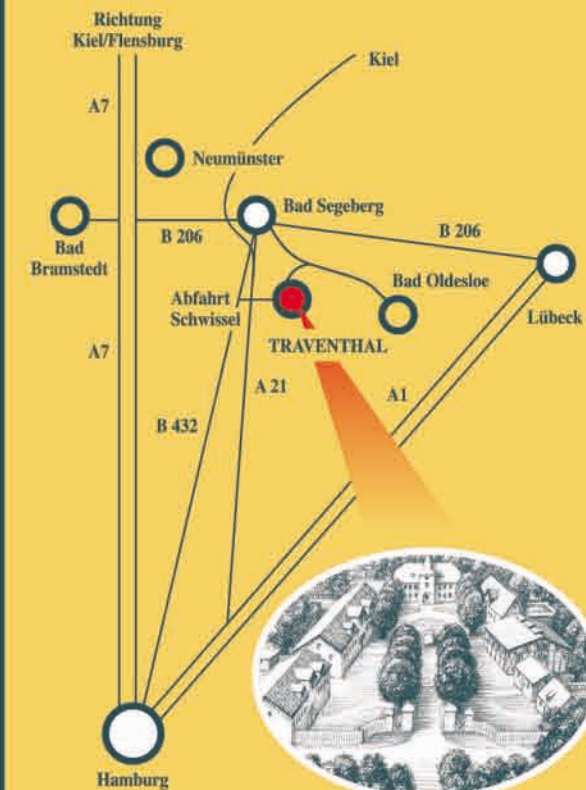 Richtung
Kiel/Flensburg
Kiel
A7
Neumünster
Bad Segeberg
B 206
B 206
Bad
Bramstedt
Bad Oldesloe
Abfahrt
Schwissel
Lübeck
TRAVENTHAL
A7
A 21
A1
B 432
Hamburg